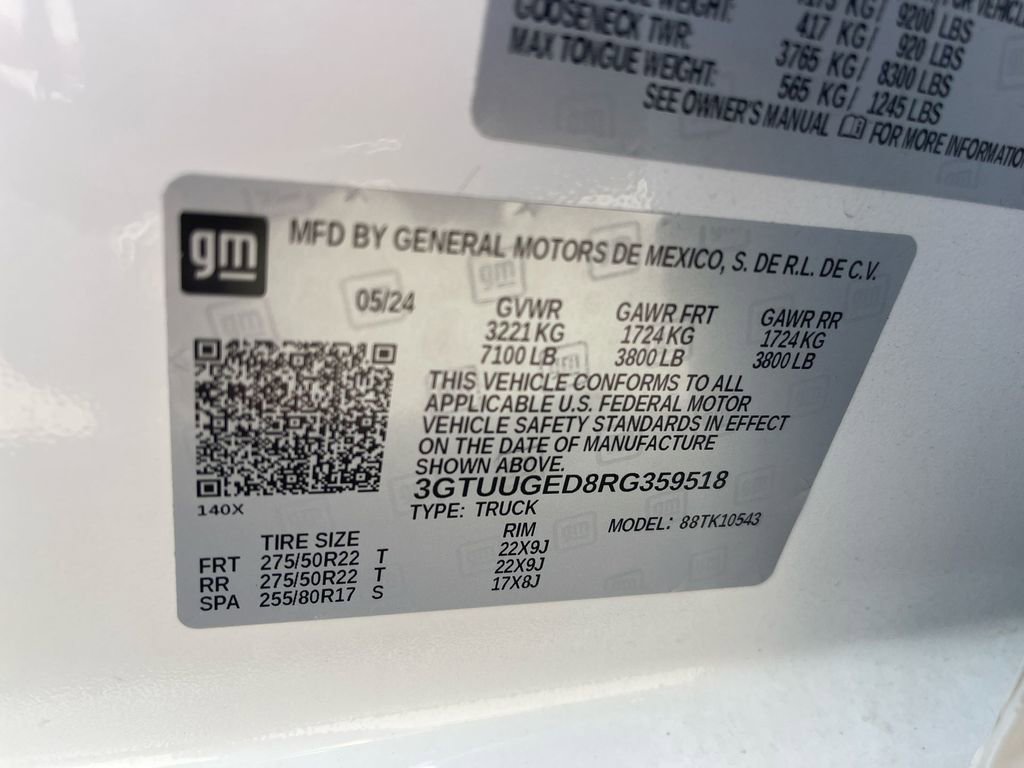 WEIGHT: KG/ 9200 LBS
GOOSENECK TWR: 417 KG/ 920 LBS
MAX TONGUE WEIGHT: 3765 KG/ 8300 LBS
565 KG/ 1245 LBS
SEE OWNER'S MANUAL FOR MORE INFORMATION
gm
MFD BY GENERAL MOTORS DE MEXICO, S. DE R.L. DE C.V.
05/24 GVWR GAWR FRT GAWR RR
3221 KG 1724 KG 1724 KG
7100 LB 3800 LB 3800 LB
THIS VEHICLE CONFORMS TO ALL
APPLICABLE U.S. FEDERAL MOTOR
VEHICLE SAFETY STANDARDS IN EFFECT
ON THE DATE OF MANUFACTURE
SHOWN ABOVE.
3GTUUGED8RG359518
140X
TYPE: TRUCK MODEL: 88TK10543
TIRE SIZE RIM
FRT 275/50R22 T 22X9J
RR 275/50R22 T 22X9J
SPA 255/80R17 S 17X8J